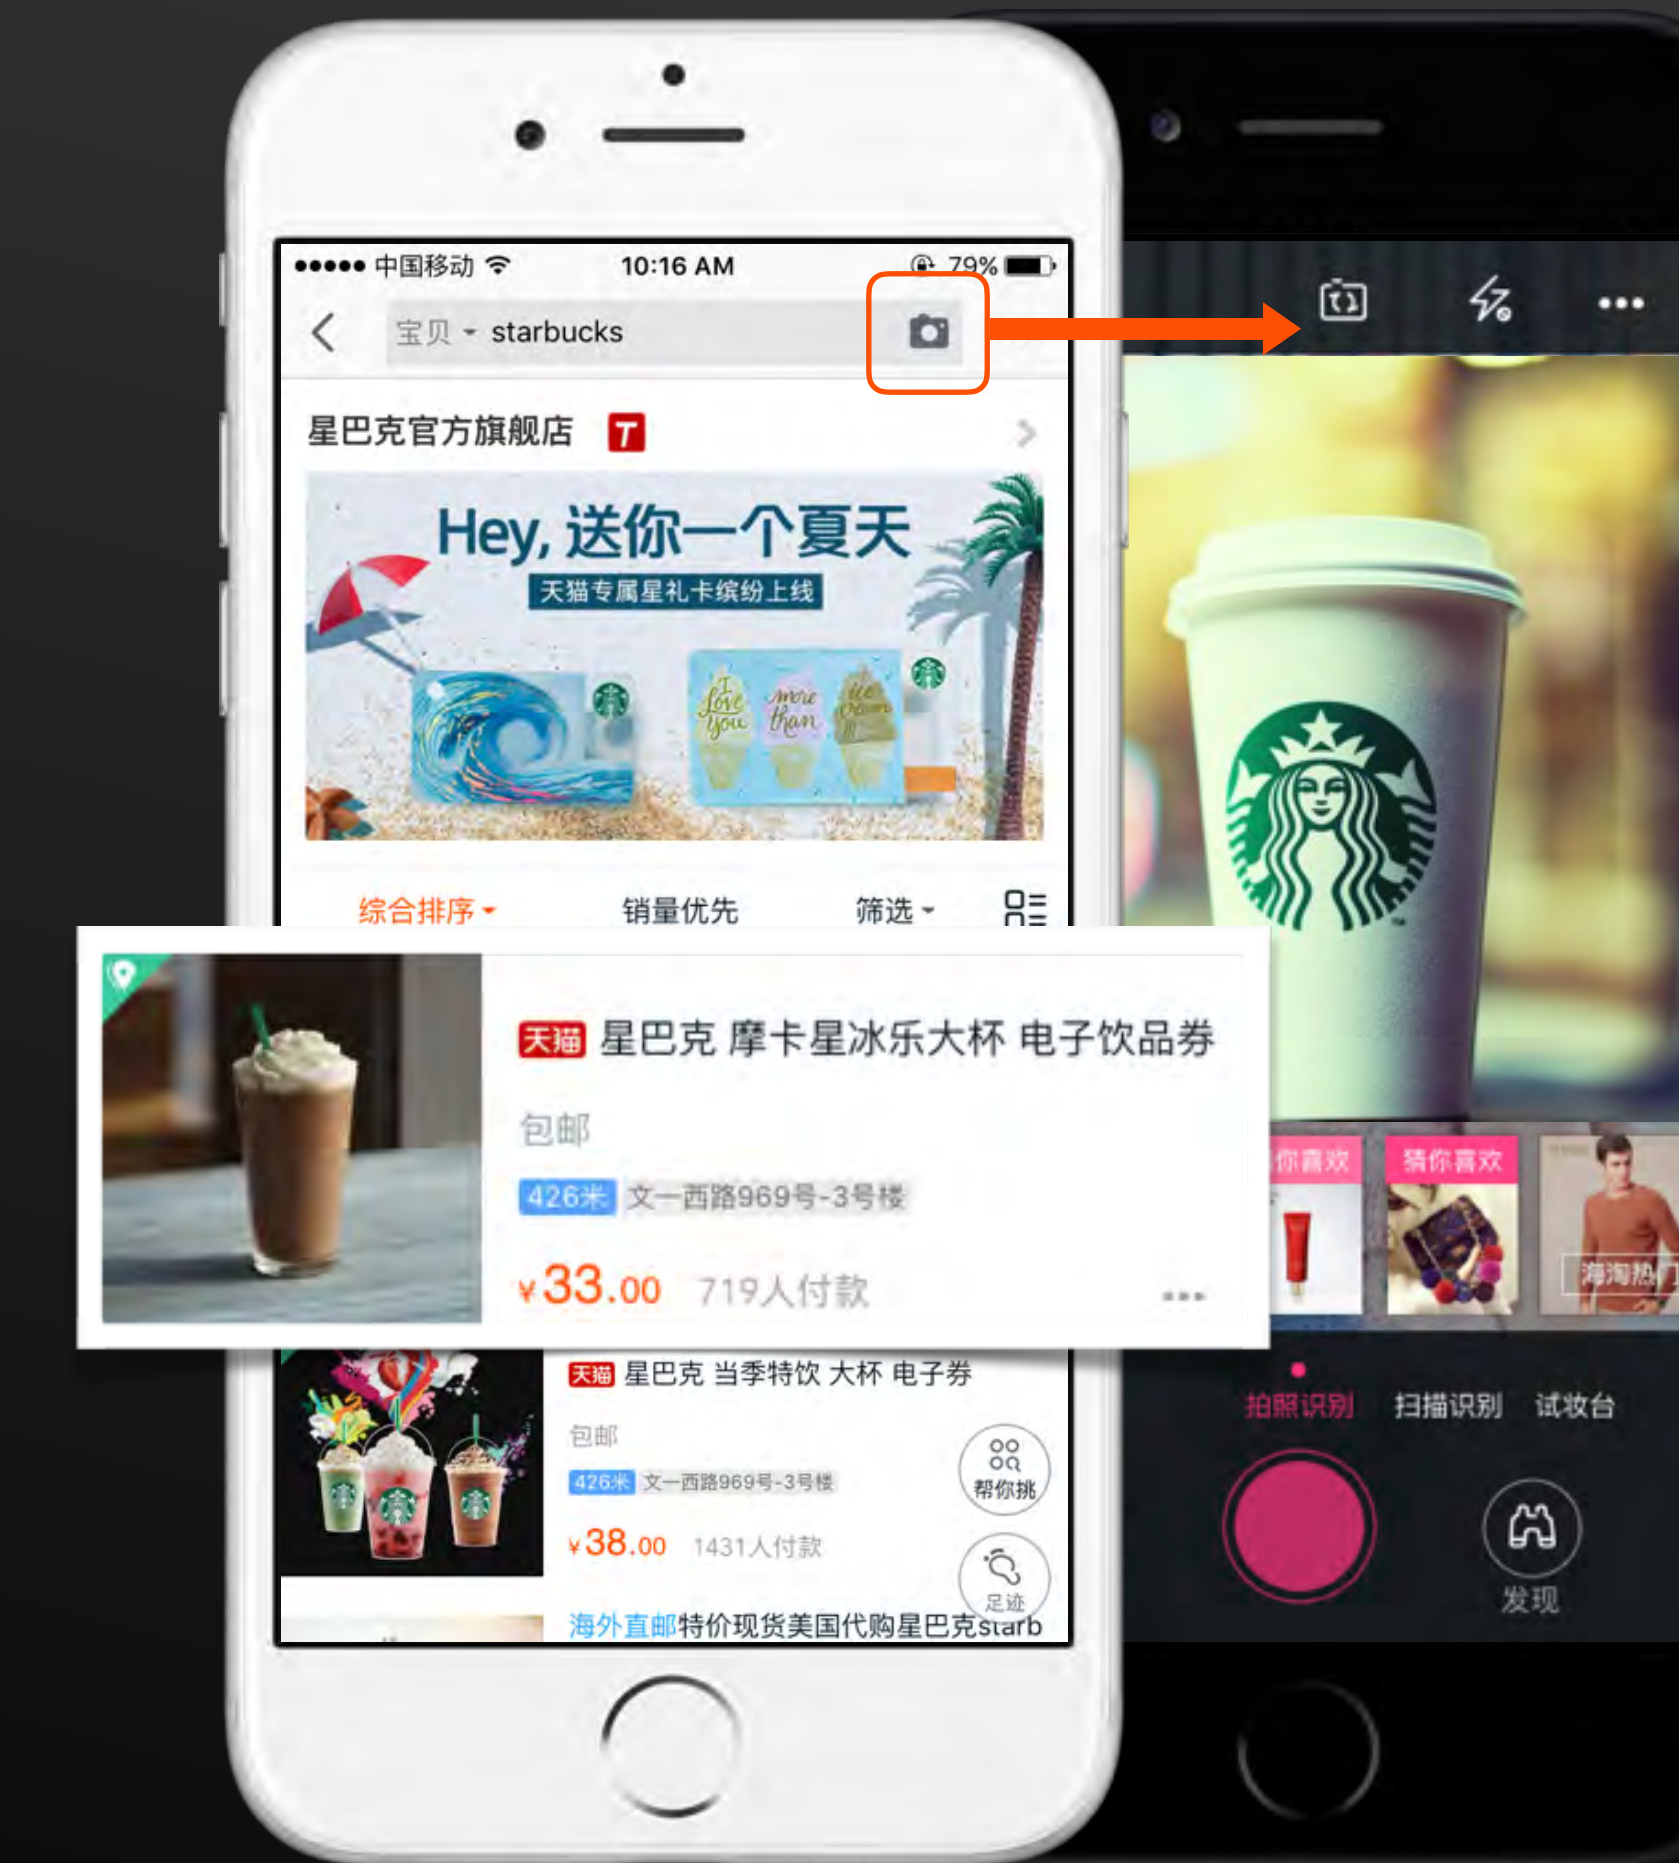 中国移动 10:16 AM 79%
宝贝 starbucks
星巴克官方旗舰店 T
Hey, 送你一个夏天
天猫专属星礼卡缤纷上线
I Love you
more than
ice cream
综合排序 销量优先 筛选
天猫 星巴克 摩卡星冰乐大杯 电子饮品券
包邮
426米 文一西路969号-3号楼
¥33.00 719人付款
天猫 星巴克 当季特饮 大杯 电子券
包邮
426米 文一西路969号-3号楼
¥38.00 1431人付款
帮你挑
足迹
海外直邮特价现货美国代购星巴克starb
你喜欢 猜你喜欢
海淘热门
拍照识别 扫描识别 试妆台
发现